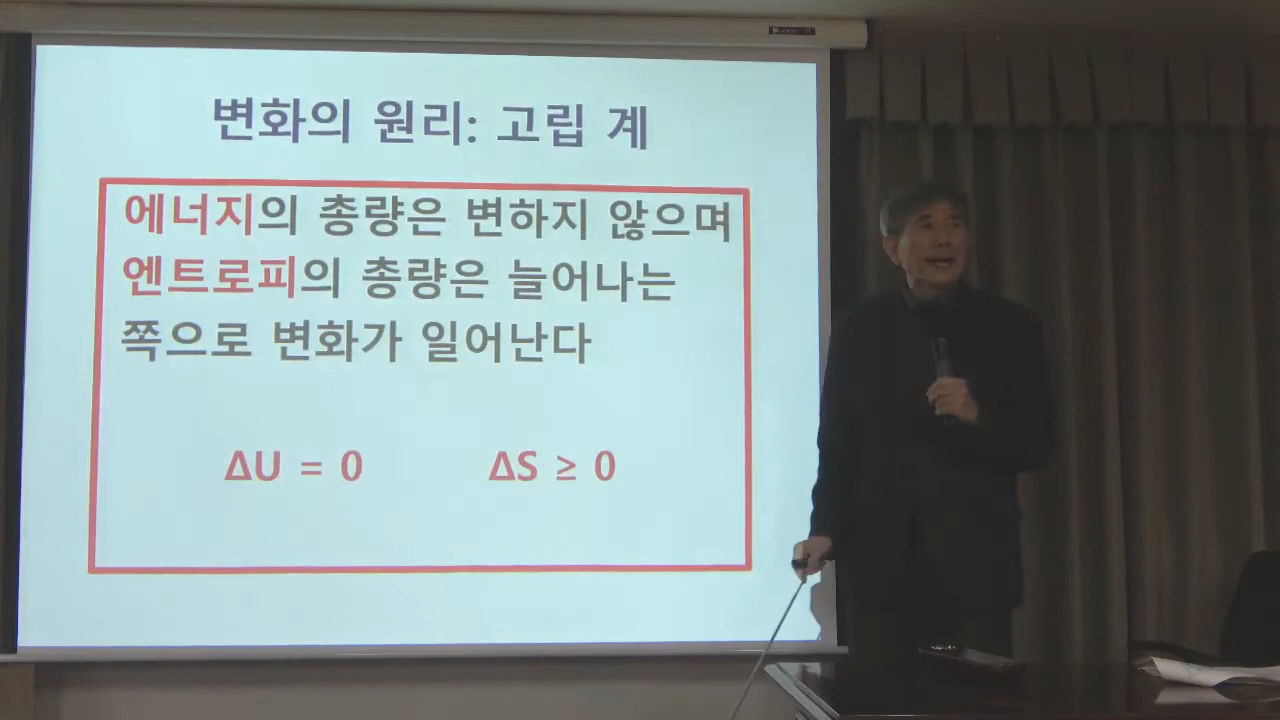 변화의 원리: 고립 계
에너지의 총량은 변하지 않으며
엔트로피의 총량은 늘어나는
쪽으로 변화가 일어난다
ΔU = 0 ΔS ≥ 0